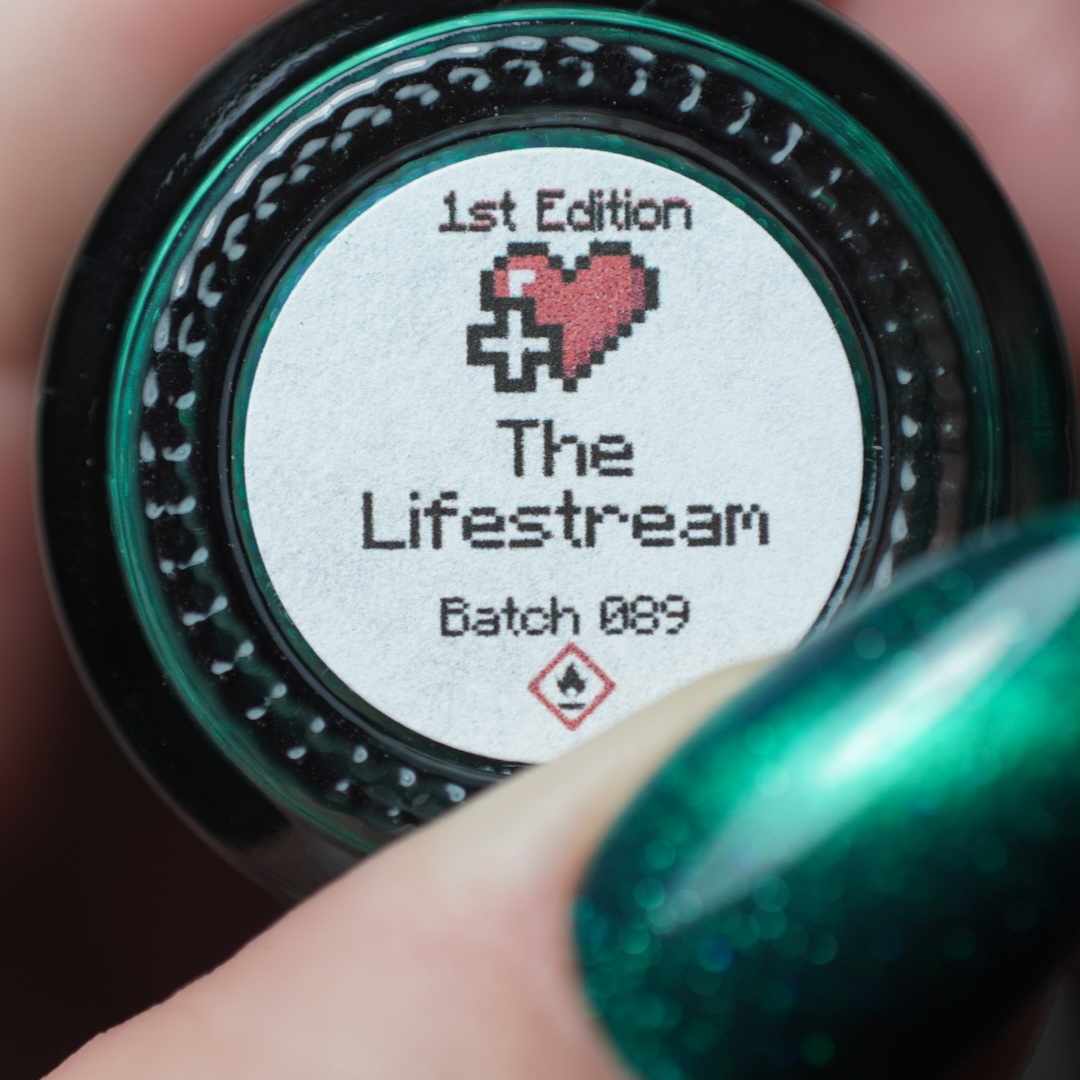 1st Edition
The
Lifestream
Batch 089